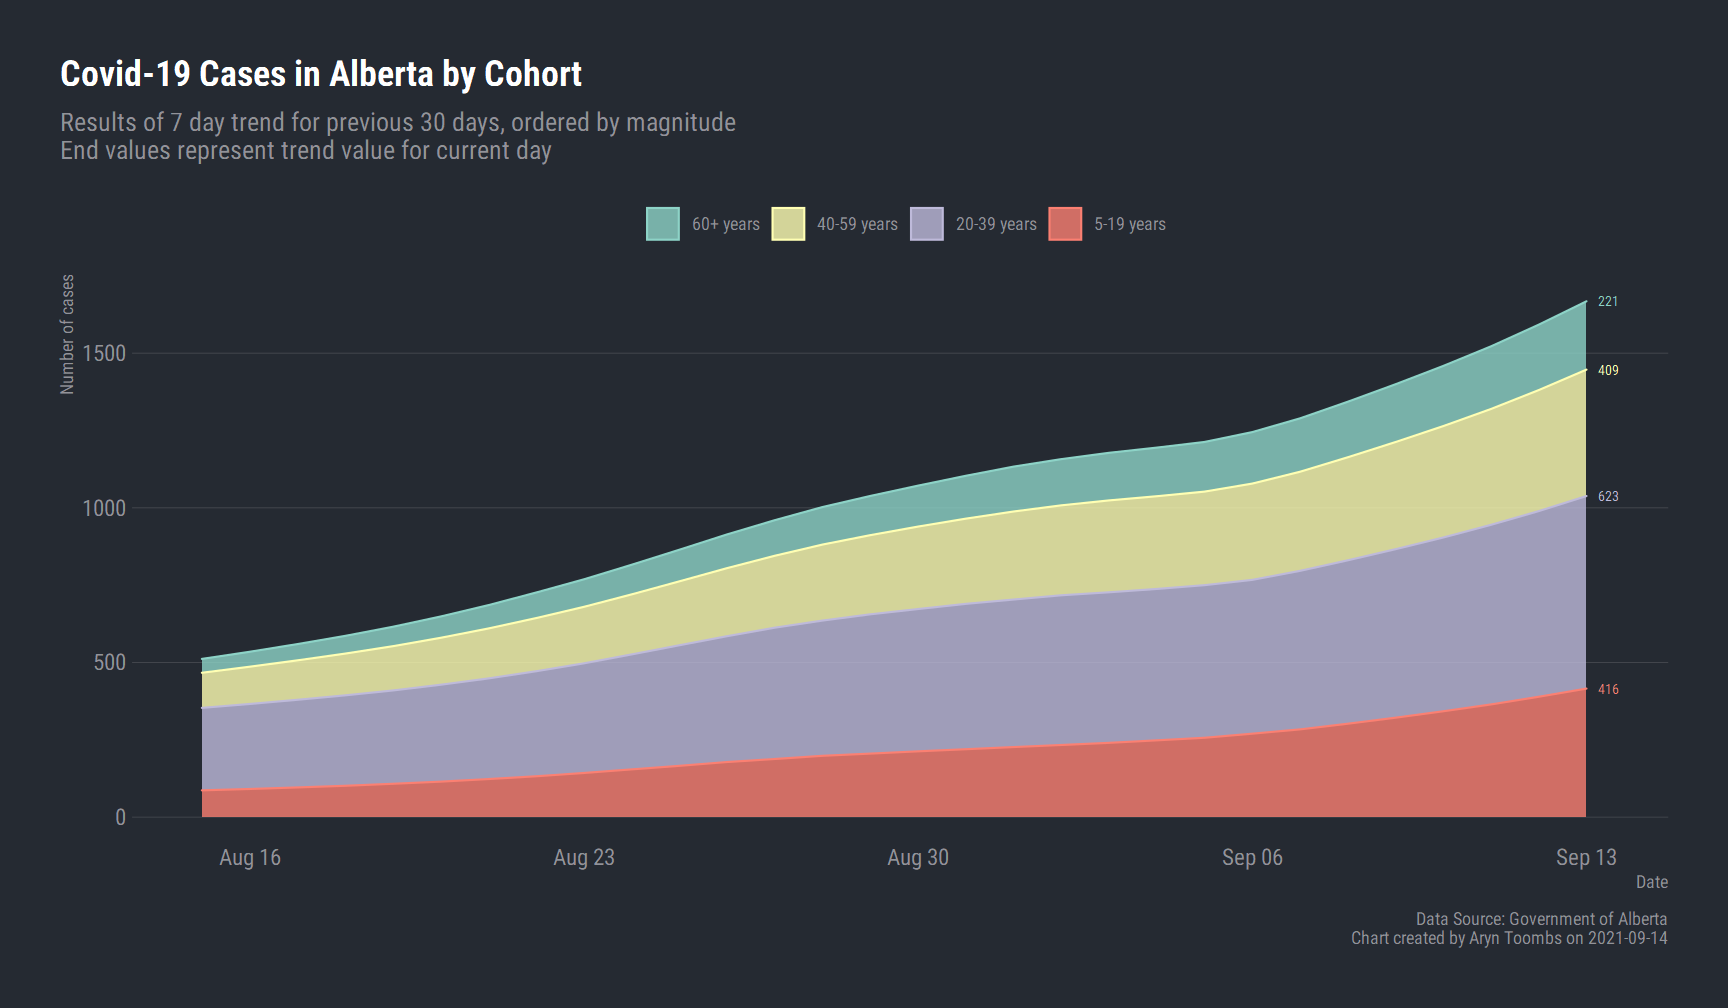 Covid-19 Cases in Alberta by Cohort
Results of 7 day trend for previous 30 days, ordered by magnitude
End values represent trend value for current day
60+ years
40-59 years
20-39 years
5-19 years
Number of cases
1500
1000
500
0
221
409
623
416
Aug 16
Aug 23
Aug 30
Sep 06
Sep 13
Date
Data Source: Government of Alberta
Chart created by Aryn Toombs on 2021-09-14